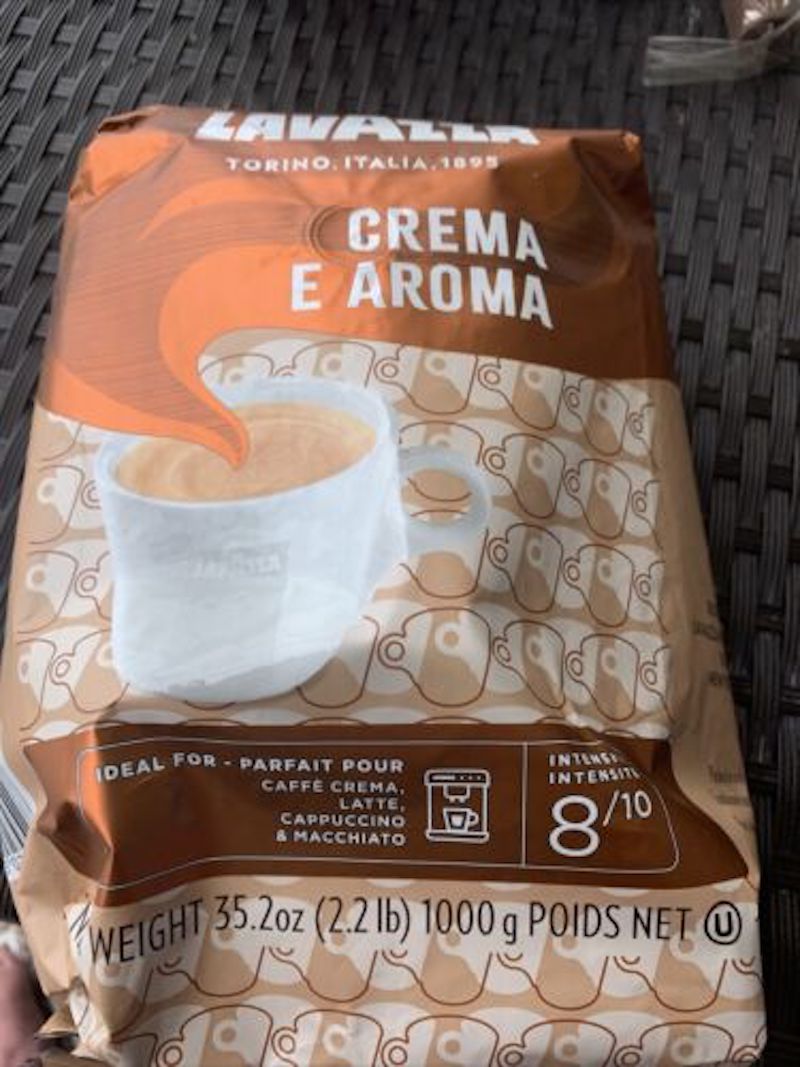 LAVAZZA
TORINO, ITALIA, 1895
CREMA
E AROMA
IDEAL FOR - PARFAIT POUR
CAFFÈ CREMA,
LATTE,
CAPPUCCINO
& MACCHIATO
8/10
WEIGHT 35.2oz (2.2 lb) 1000 g POIDS NET U